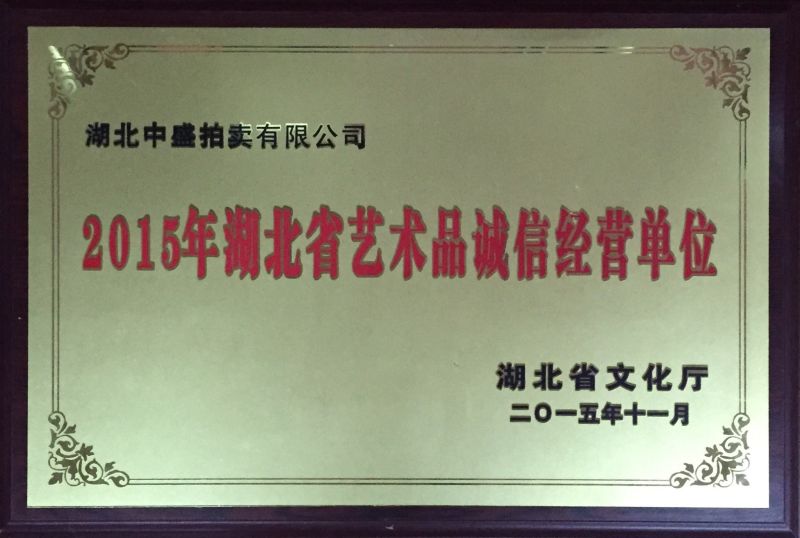 湖北中盛拍卖有限公司
2015年湖北省艺术品诚信经营单位
湖北省文化厅
二〇一五年十一月